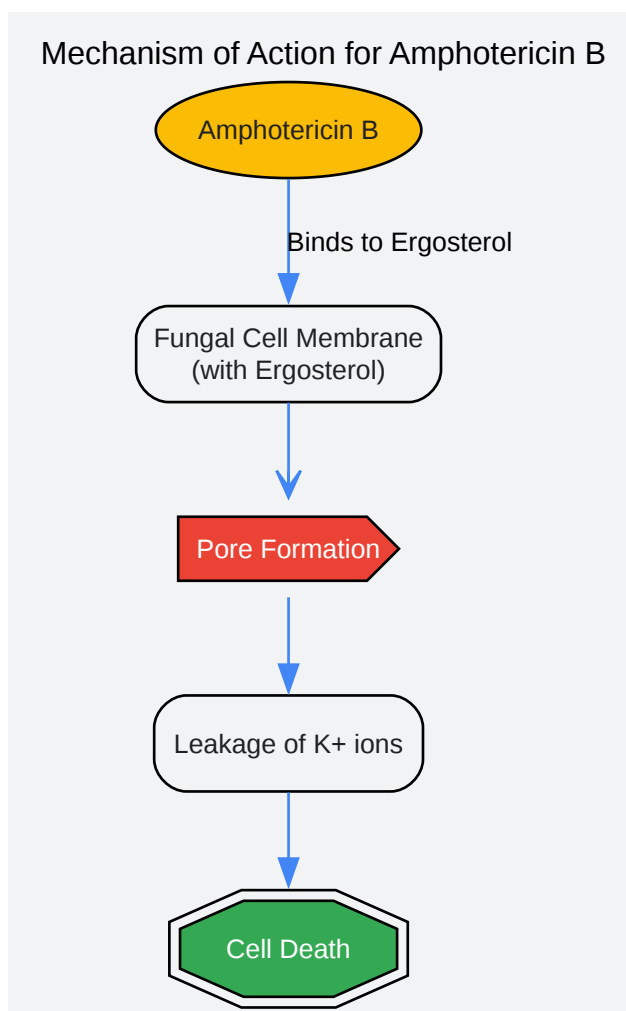 Mechanism of Action for Amphotericin B
Amphotericin B
Binds to Ergosterol
Fungal Cell Membrane
(with Ergosterol)
Pore Formation
Leakage of K+ ions
Cell Death